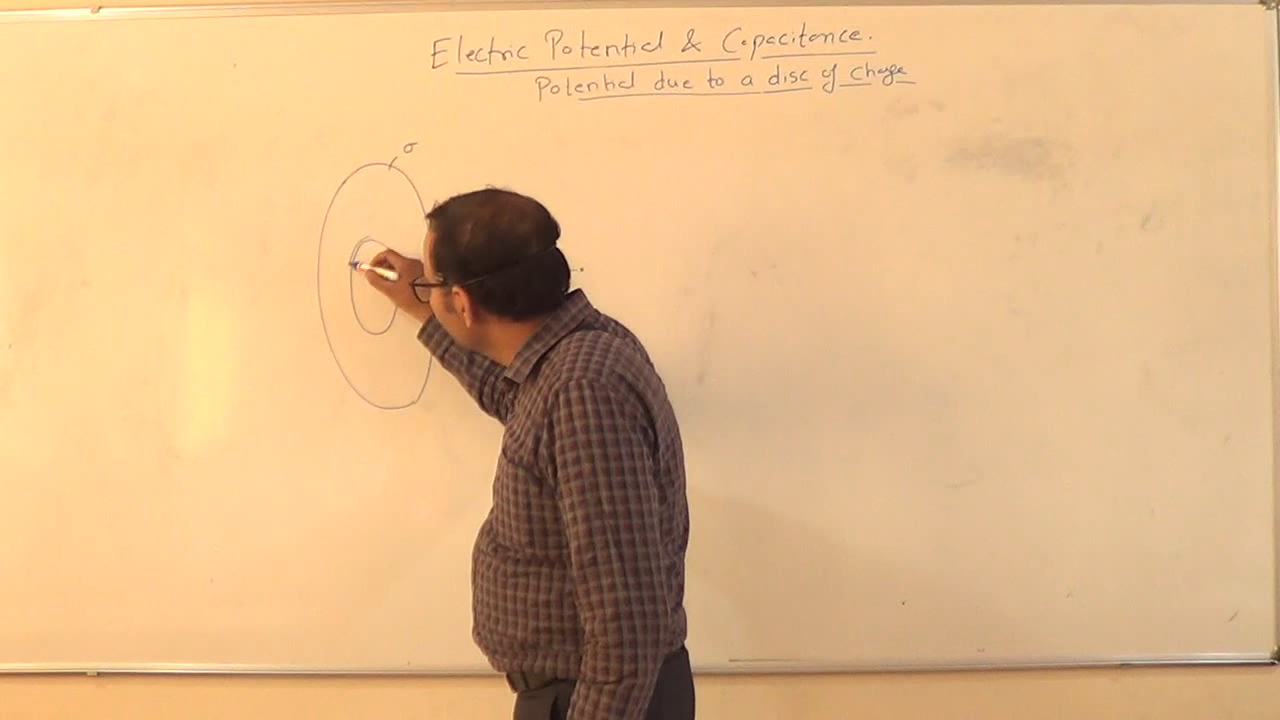 Electric Potential & Capacitance.
Potential due to a disc of charge
σ